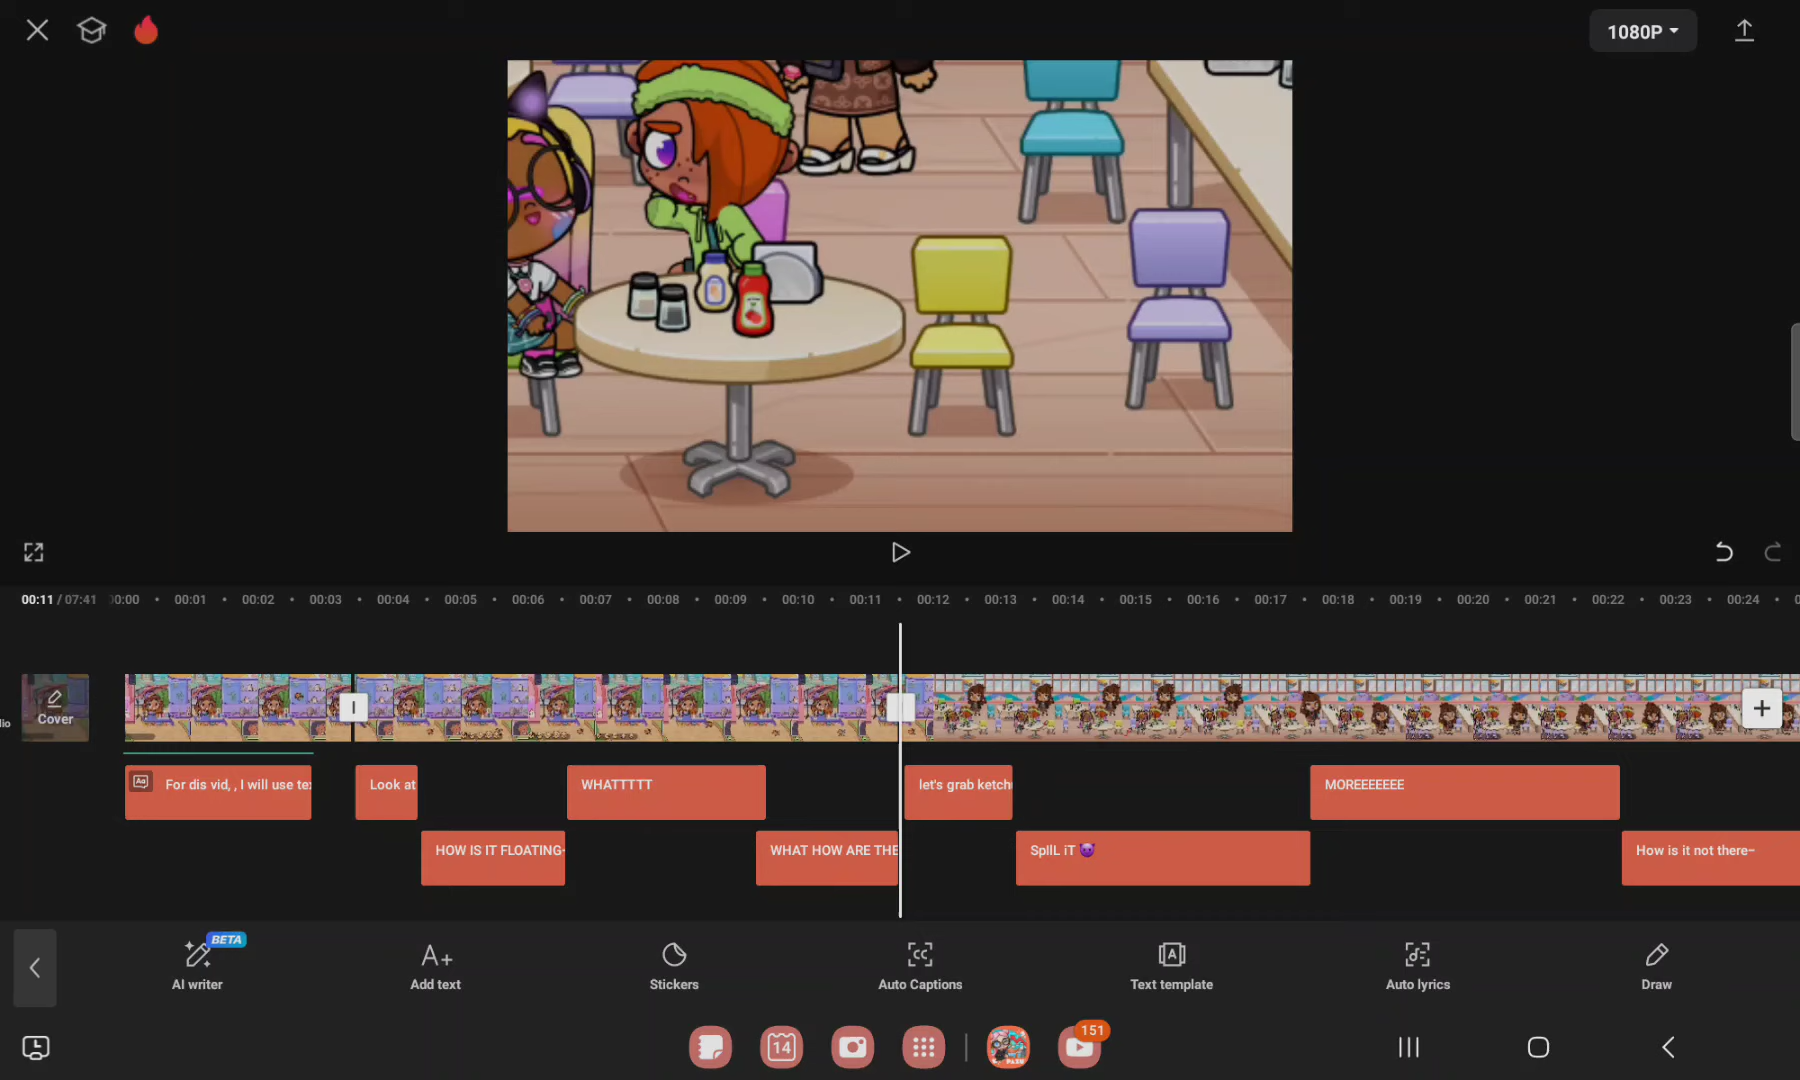 1080P
00:11 / 07:41
00:00
00:01
00:02
00:03
00:04
00:05
00:06
00:07
00:08
00:09
00:10
00:11
00:12
00:13
00:14
00:15
00:16
00:17
00:18
00:19
00:20
00:21
00:22
00:23
00:24
Cover
For dis vid, , I will use te
Look at
WHATTTTT
let's grab ketch
MOREEEEEEE
HOW IS IT FLOATING-
WHAT HOW ARE THE
SpIlL iT 😈
How is it not there–
BETA
AI writer
Add text
Stickers
Auto Captions
Text template
Auto lyrics
Draw
14
151